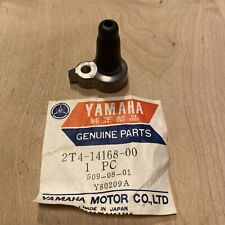 YAMAHA
純正部品
GENUINE PARTS
2T4-14168-00
1 PC
509-08-01
Y80209A
YAMAHA MOTOR CO.,LTD.
MADE IN JAPAN